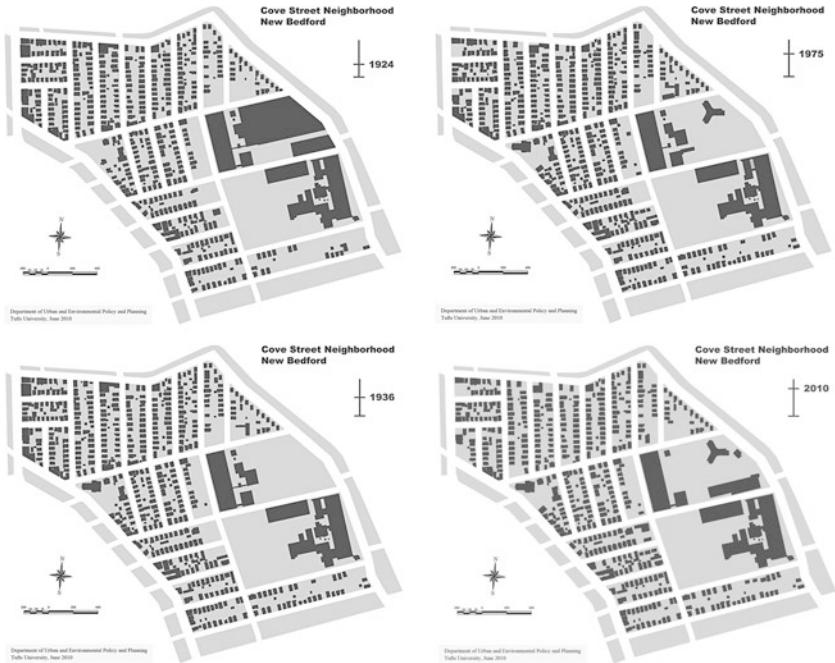 Cove Street Neighborhood
New Bedford
1924
N
Department of Urban and Environmental Policy and Planning
Tufts University, June 2010
Cove Street Neighborhood
New Bedford
1975
N
Department of Urban and Environmental Policy and Planning
Tufts University, June 2010
Cove Street Neighborhood
New Bedford
1936
N
Department of Urban and Environmental Policy and Planning
Tufts University, June 2010
Cove Street Neighborhood
New Bedford
2010
N
Department of Urban and Environmental Policy and Planning
Tufts University, June 2010